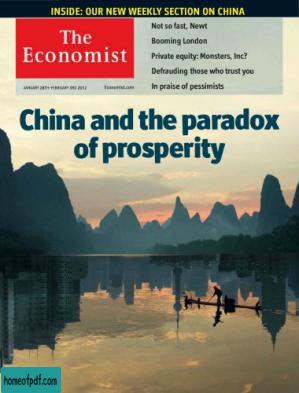 INSIDE: OUR NEW WEEKLY SECTION ON CHINA
The
Economist
JANUARY 28TH-FEBRUARY 3RD 2012
Economist.com
Not so fast, Newt
Booming London
Private equity: Monsters, Inc?
Defrauding those who trust you
In praise of pessimists
China and the paradox
of prosperity
homeofpdf.com